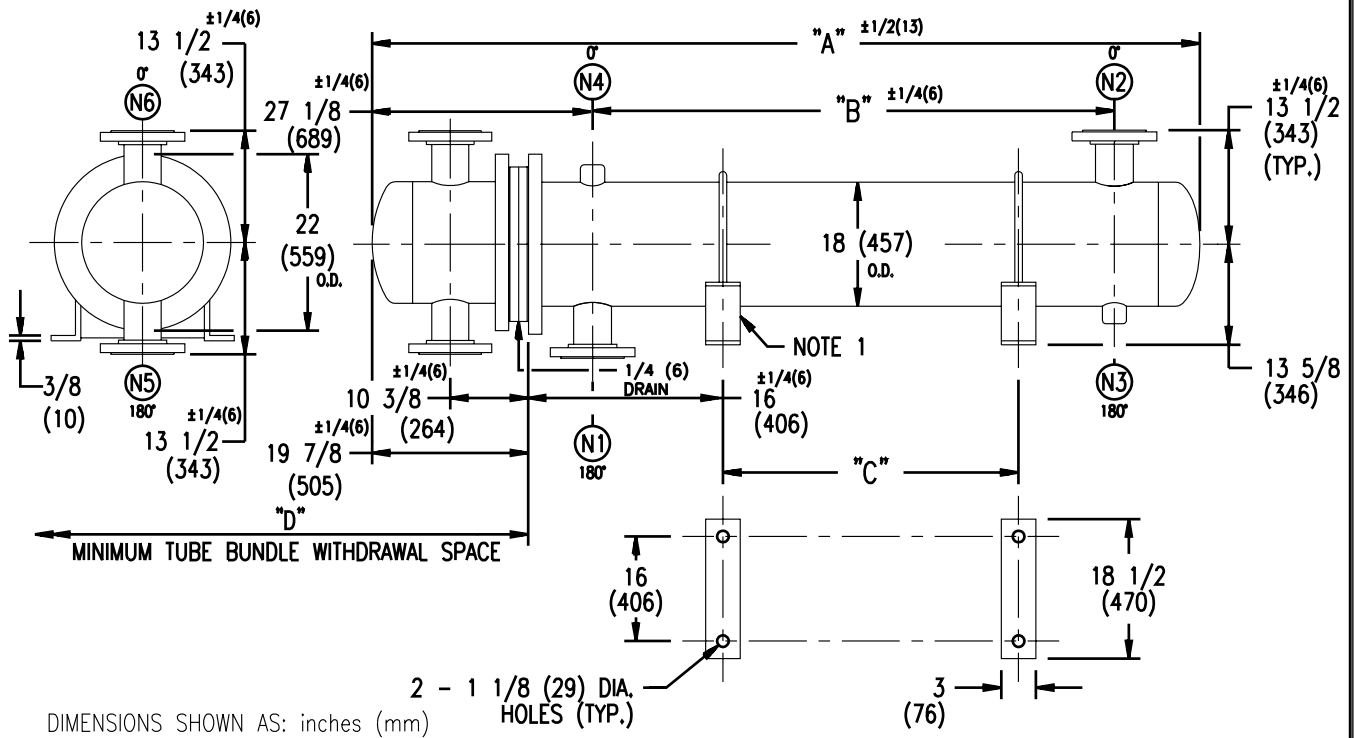 ±1/4(6)
13 1/2
(343)
0°
N6
22
(559)
O.D.
3/8
(10)
N5
180°
±1/4(6)
13 1/2
(343)
"A" ±1/2(13)
±1/4(6)
27 1/8
(689)
0°
N4
"B" ±1/4(6)
0°
N2
±1/4(6)
13 1/2
(343)
(TYP.)
18 (457)
O.D.
NOTE 1
1/4 (6)
DRAIN
±1/4(6)
10 3/8
(264)
±1/4(6)
16
(406)
N3
180°
13 5/8
(346)
±1/4(6)
19 7/8
(505)
N1
180°
"C"
"D"
MINIMUM TUBE BUNDLE WITHDRAWAL SPACE
16
(406)
18 1/2
(470)
2 - 1 1/8 (29) DIA.
HOLES (TYP.)
3
(76)
DIMENSIONS SHOWN AS: inches (mm)